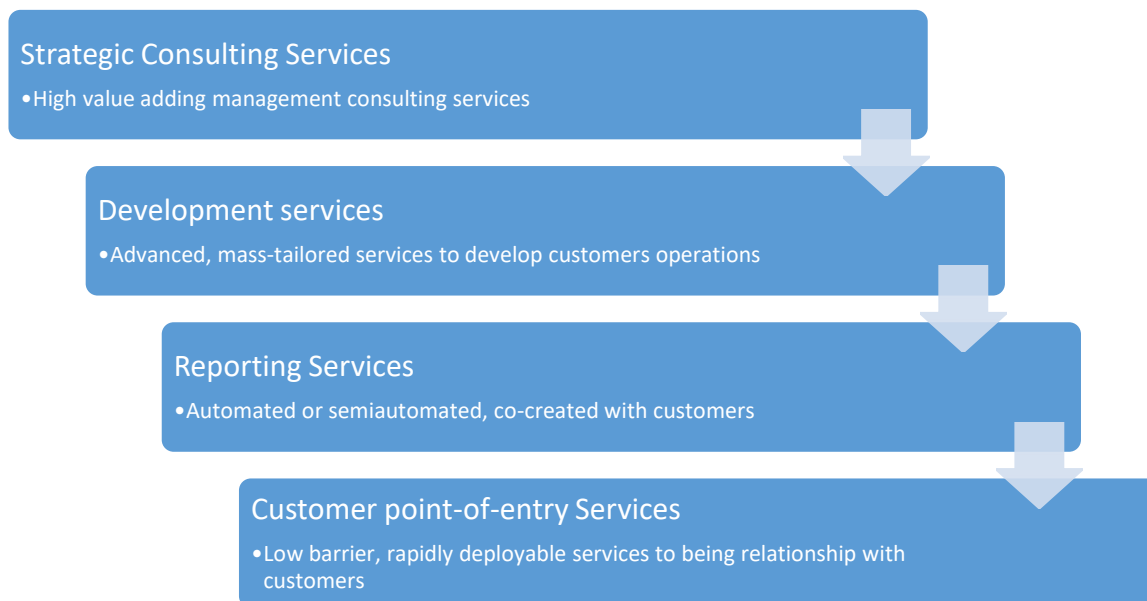 Strategic Consulting Services
•High value adding management consulting services
Development services
•Advanced, mass-tailored services to develop customers operations
Reporting Services
•Automated or semiautomated, co-created with customers
Customer point-of-entry Services
•Low barrier, rapidly deployable services to being relationship with
customers